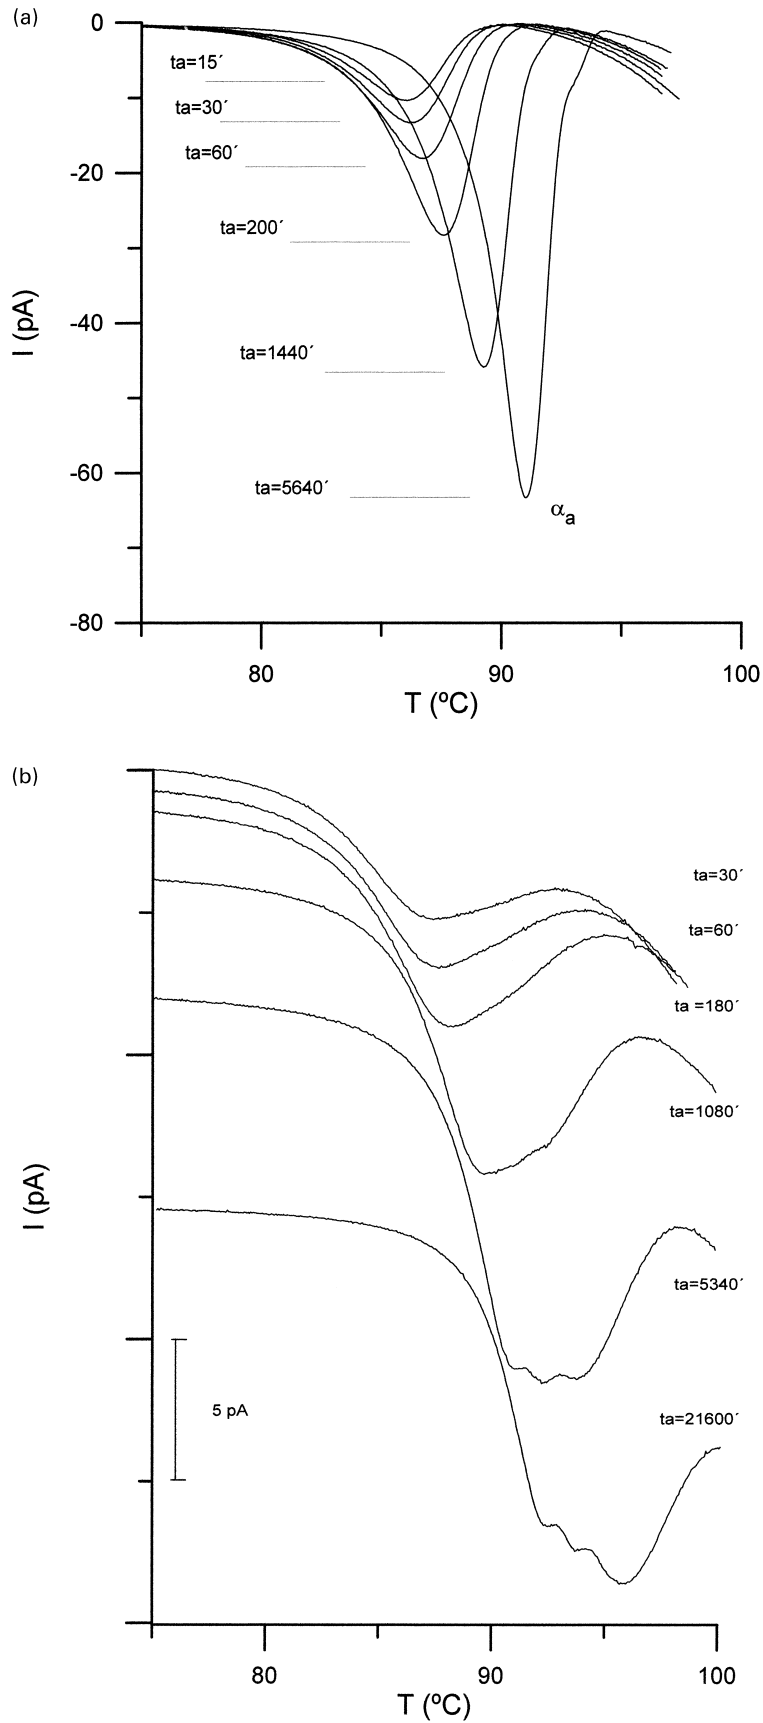 (a)
0
ta=15´
ta=30´
ta=60´
-20
ta=200´
I (pA)
-40
ta=1440´
-60
ta=5640´
αa
-80
80
90
100
T (ºC)
(b)
ta=30´
ta=60´
ta =180´
ta=1080´
I (pA)
ta=5340´
5 pA
ta=21600´
80
90
100
T (ºC)